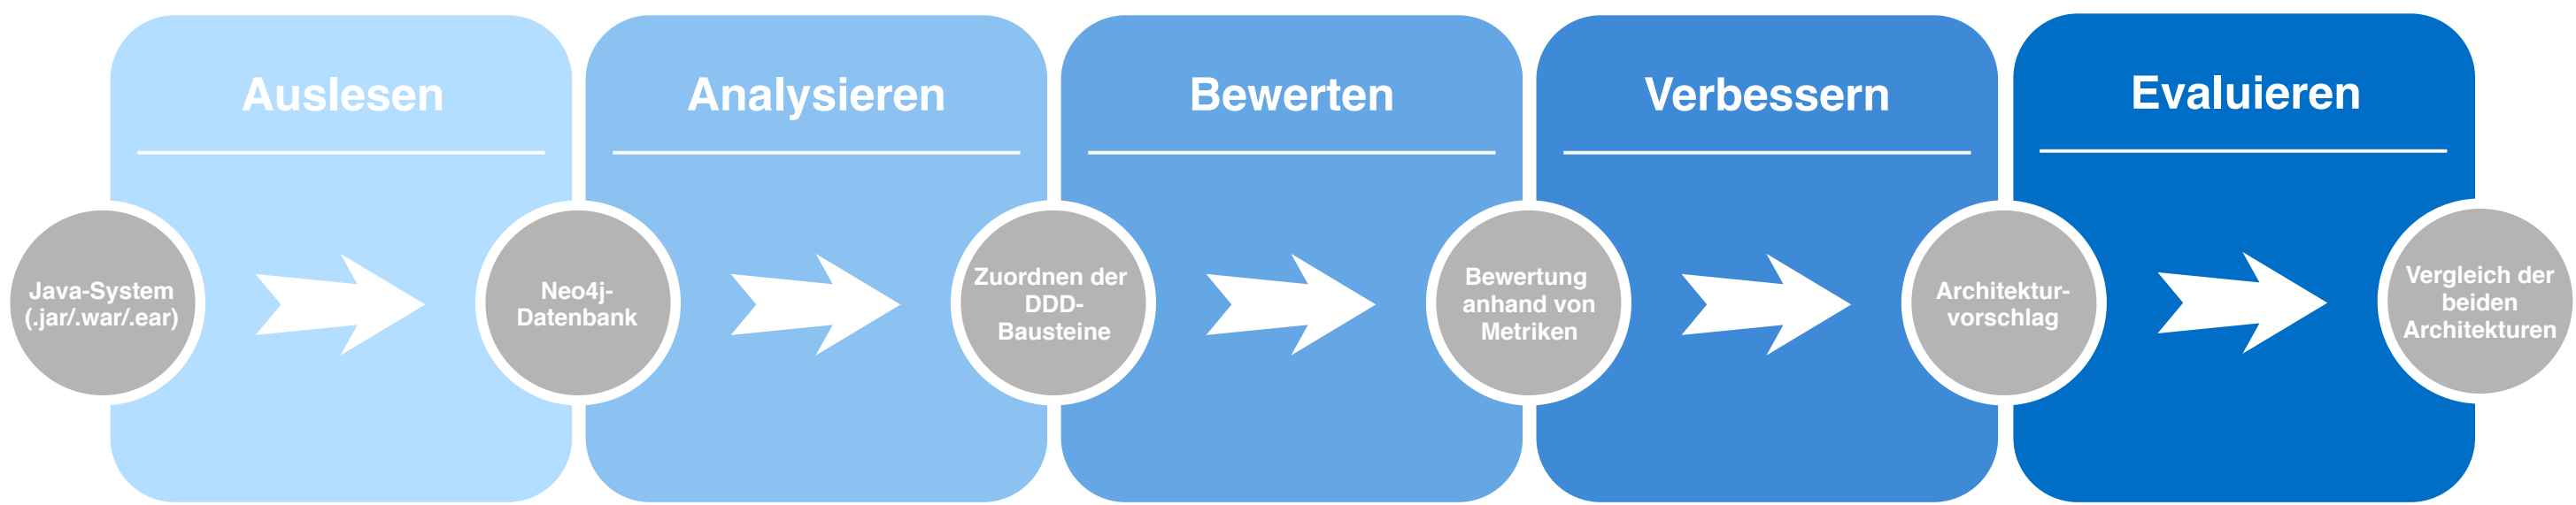 Auslesen
Analysieren
Bewerten
Verbessern
Evaluieren
Java-System
(.jar/.war/.ear)
Neo4j-
Datenbank
Zuordnen der
DDD-
Bausteine
Bewertung
anhand von
Metriken
Architektur-
vorschlag
Vergleich der
beiden
Architekturen